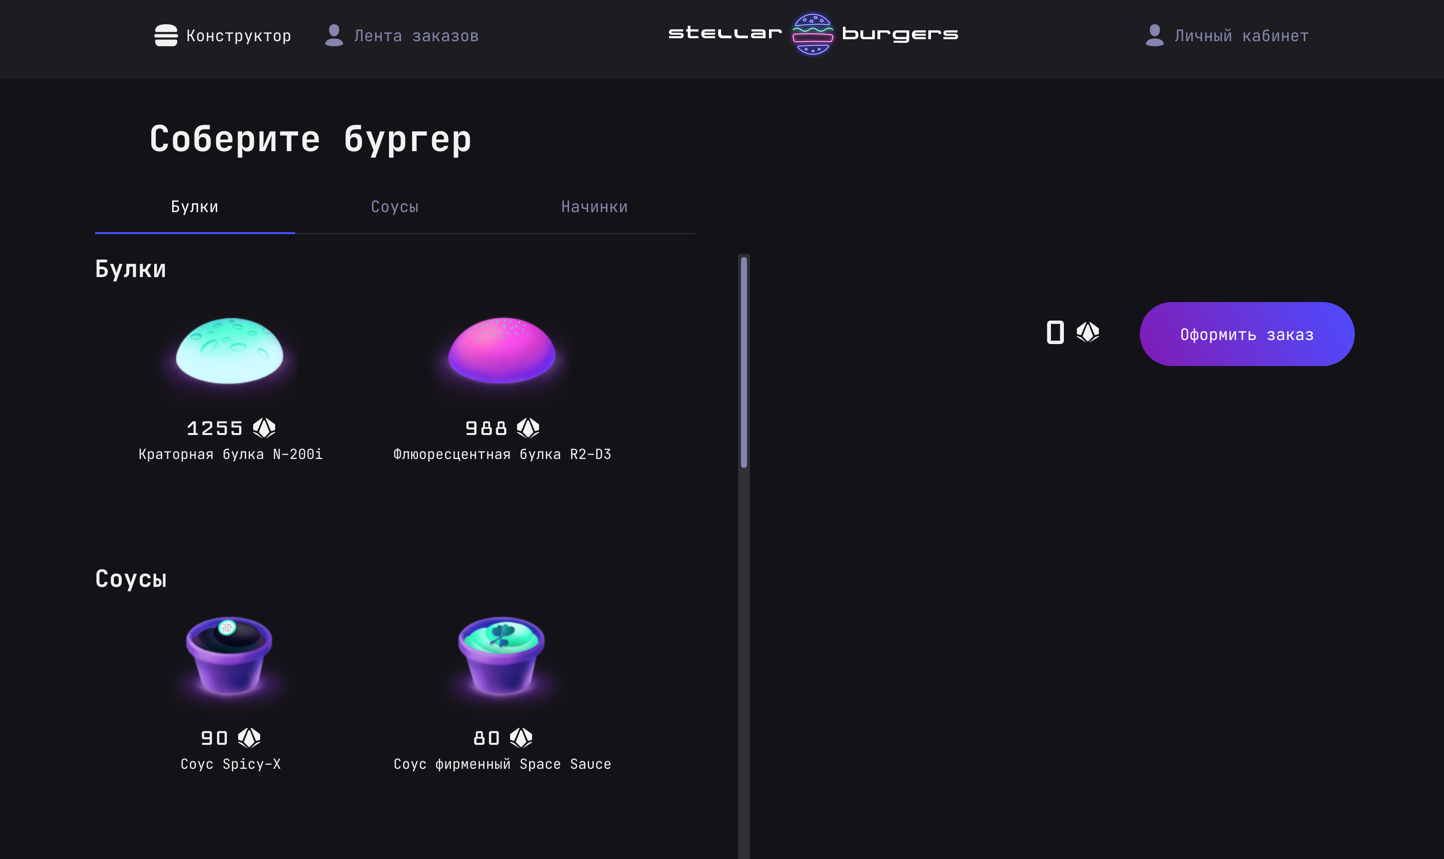 Конструктор
Лента заказов
stellar burgers
Личный кабинет
Соберите бургер
Булки
Соусы
Начинки
Булки
1255
988
Краторная булка N-200i
Флюоресцентная булка R2-D3
0
Оформить заказ
Соусы
90
80
Соус Spicy-X
Соус фирменный Space Sauce